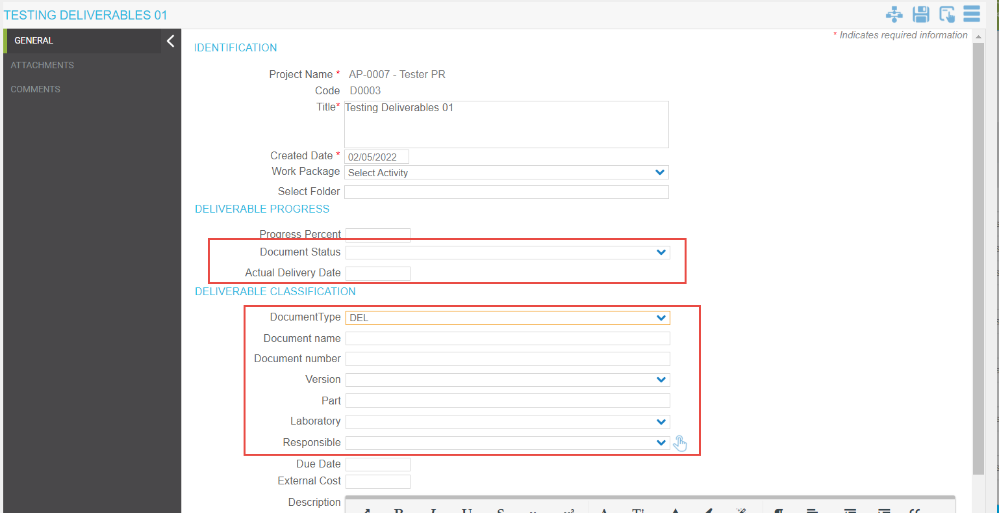 TESTING DELIVERABLES 01
GENERAL
ATTACHMENTS
COMMENTS
* Indicates required information
IDENTIFICATION
Project Name * AP-0007 - Tester PR
Code D0003
Title* Testing Deliverables 01
Created Date * 02/05/2022
Work Package Select Activity
Select Folder
DELIVERABLE PROGRESS
Progress Percent
Document Status
Actual Delivery Date
DELIVERABLE CLASSIFICATION
DocumentType DEL
Document name
Document number
Version
Part
Laboratory
Responsible
Due Date
External Cost
Description